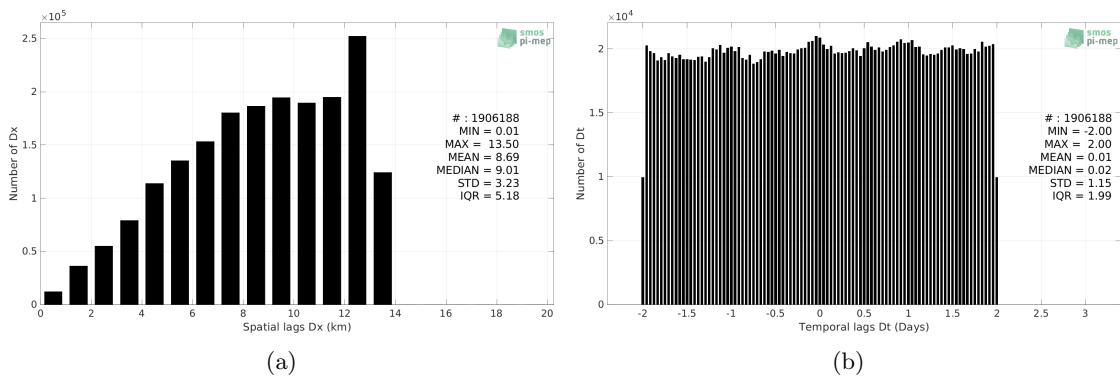 ×10⁵
2.5
2
1.5
1
0.5
0
Number of Dx
0 2 4 6 8 10 12 14 16 18 20
Spatial lags Dx (km)
smos
pi-mep
# : 1906188
MIN = 0.01
MAX = 13.50
MEAN = 8.69
MEDIAN = 9.01
STD = 3.23
IQR = 5.18
(a)
×10⁴
2
1.5
1
0.5
0
Number of Dt
-2 -1.5 -1 -0.5 0 0.5 1 1.5 2 2.5 3
Temporal lags Dt (Days)
smos
pi-mep
# : 1906188
MIN = -2.00
MAX = 2.00
MEAN = 0.01
MEDIAN = 0.02
STD = 1.15
IQR = 1.99
(b)